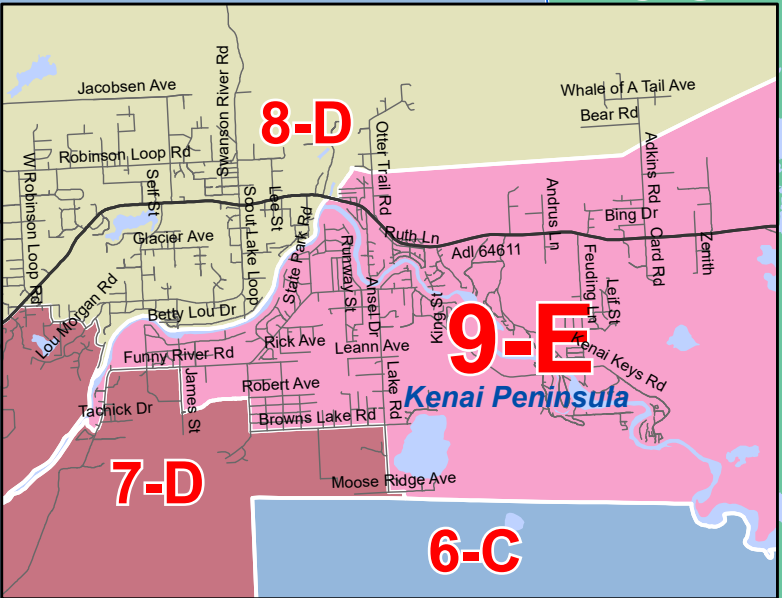 Jacobsen Ave
Swanson River Rd
Whale of A Tail Ave
Bear Rd
8-D
Otter Trail Rd
Robinson Loop Rd
W Robinson Loop Rd
Self St
Scout Lake Loop
Lee St
Adkins Rd
Andrus Ln
Bing Dr
State Park Rd
Glacier Ave
Runway St
Ruth Ln
Adl 64611
Card Rd
Zenith
Feuding Ln
Leif St
Lou Morgan Rd
Betty Lou Dr
Ansel Dr
King St
9-E
Funny River Rd
Rick Ave
Leann Ave
Kenai Keys Rd
James St
Robert Ave
Lake Rd
Kenai Peninsula
Tachick Dr
Browns Lake Rd
7-D
Moose Ridge Ave
6-C